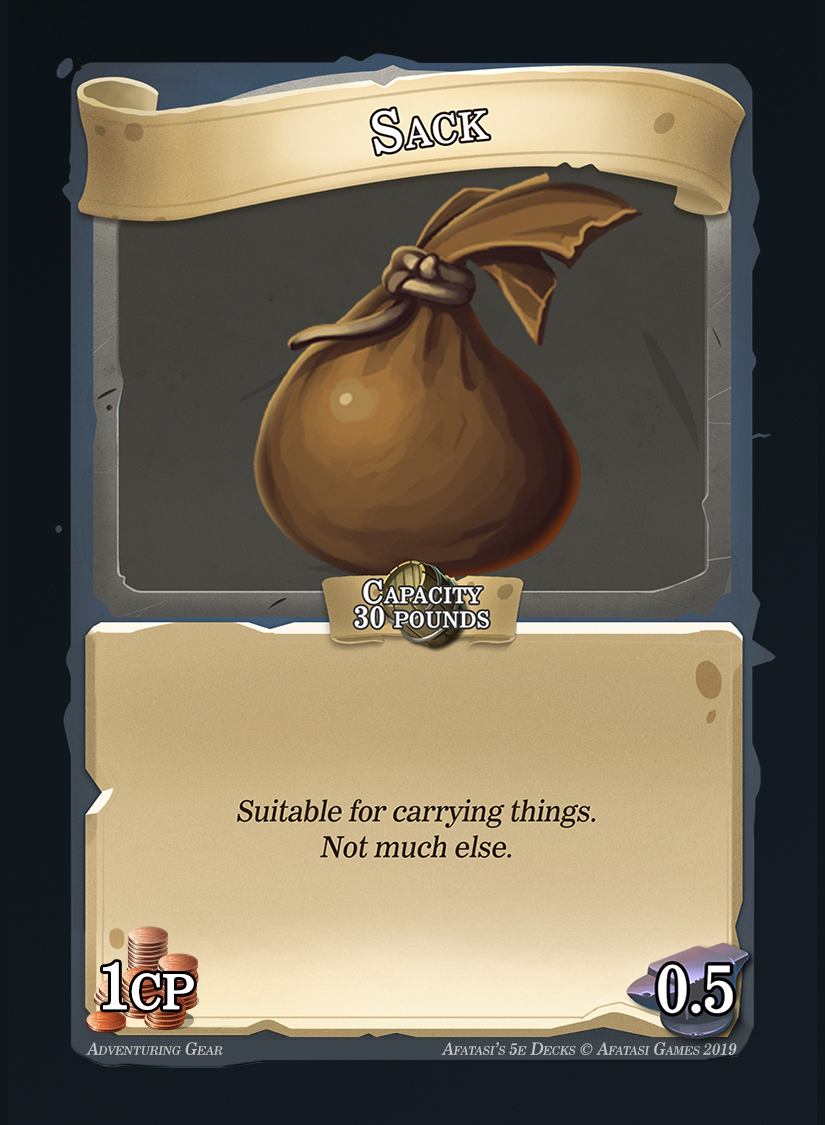 Sack
Capacity
30 pounds
Suitable for carrying things.
Not much else.
1cp
0.5
Adventuring Gear
Afatasi's 5e Decks © Afatasi Games 2019